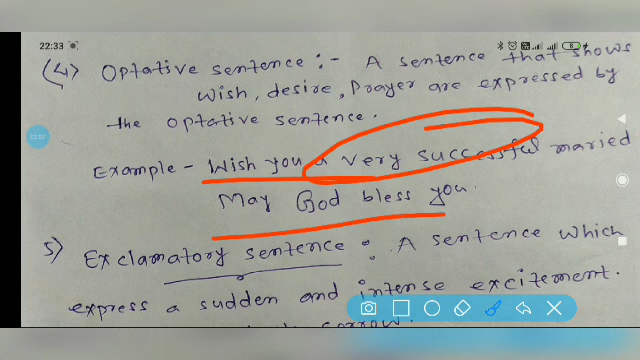 22:33
(4) Optative sentence :- A sentence that shows
wish, desire, Prayer are expressed by
the optative sentence.
Example - Wish you a very successful maried
May God bless you.
5) Exclamatory sentence : A sentence which
express a sudden and intense excitement.
sorrow.